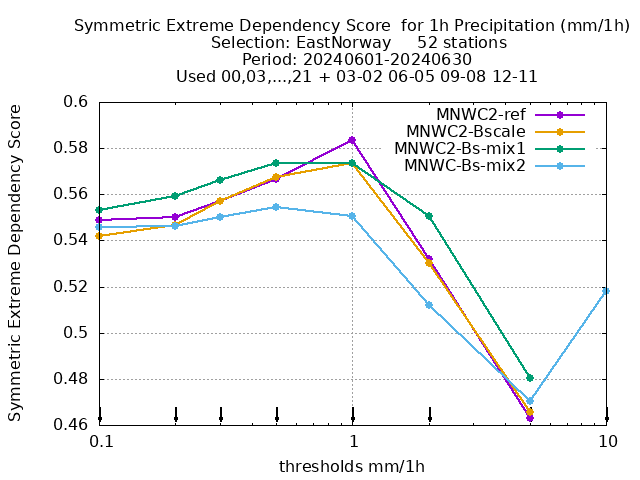 Symmetric Extreme Dependency Score  for 1h Precipitation (mm/1h)
Selection: EastNorway     52 stations
Period: 20240601-20240630
Used 00,03,...,21 + 03-02 06-05 09-08 12-11
Symmetric Extreme Dependency Score
0.6
0.58
0.56
0.54
0.52
0.5
0.48
0.46
MNWC2-ref
MNWC2-Bscale
MNWC2-Bs-mix1
MNWC-Bs-mix2
0.1 1 10
thresholds mm/1h